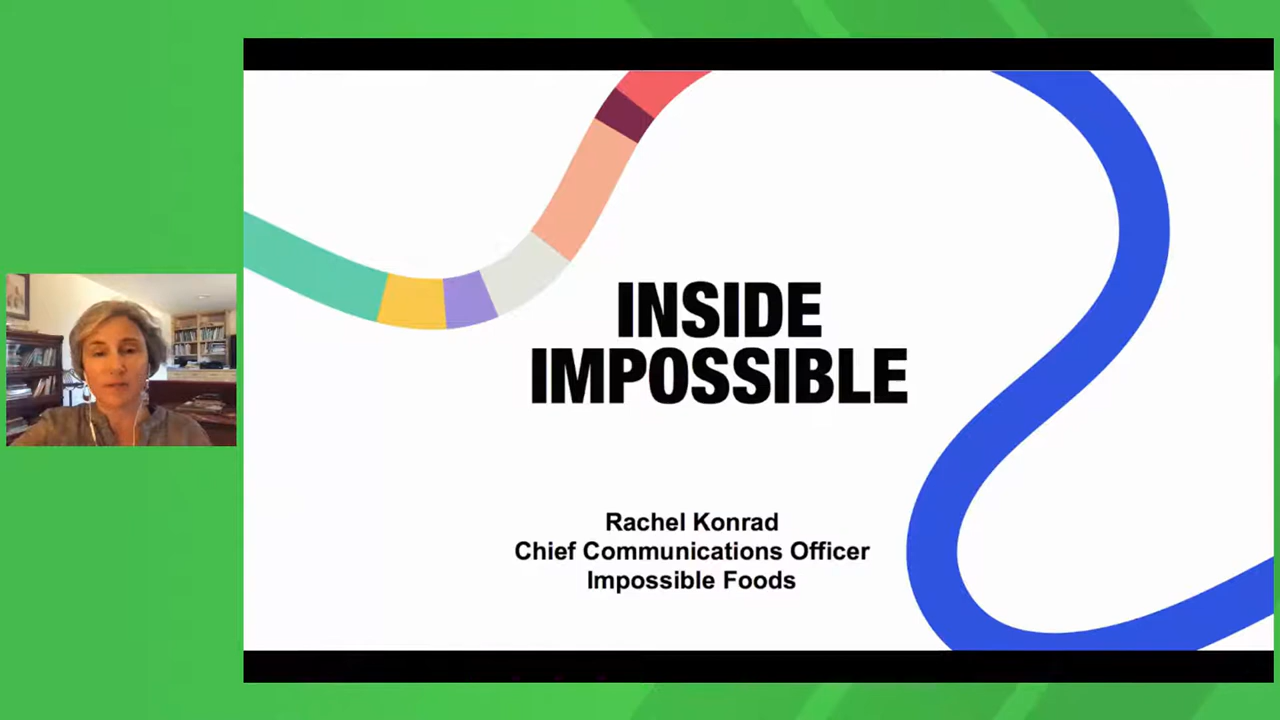 INSIDE
IMPOSSIBLE
Rachel Konrad
Chief Communications Officer
Impossible Foods